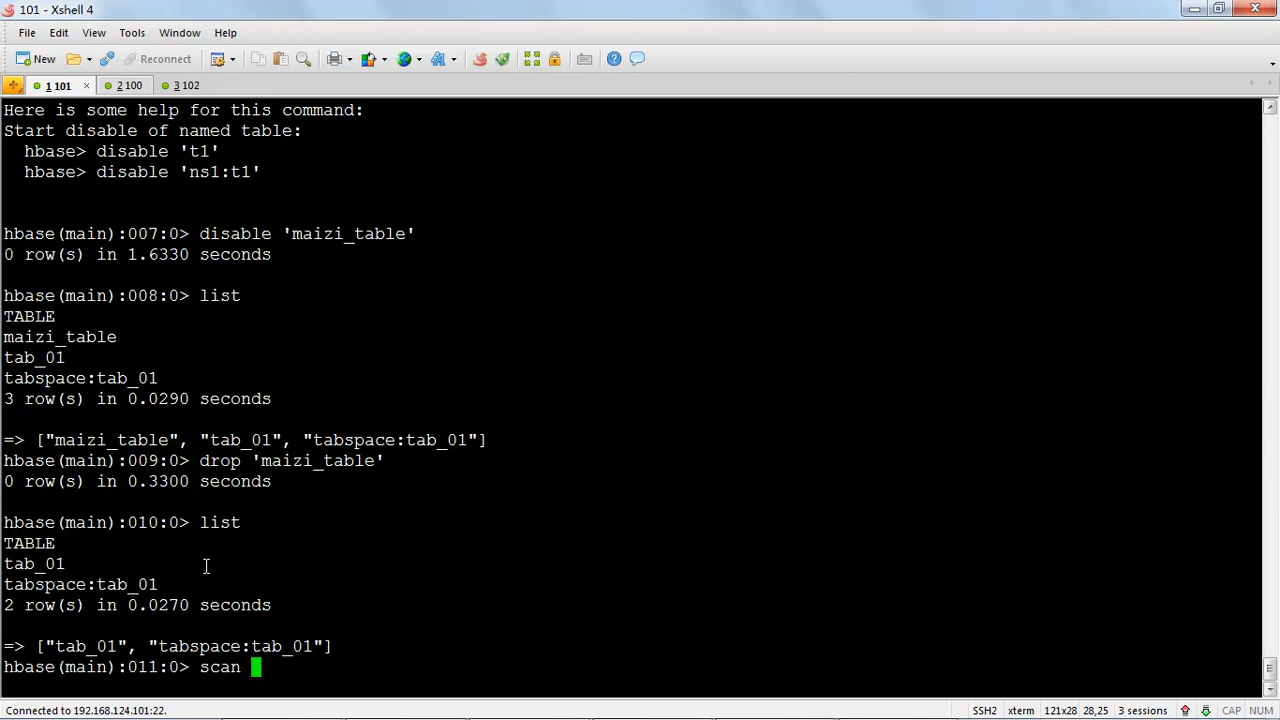 101 - Xshell 4
File Edit View Tools Window Help
New Reconnect
1 101 2 100 3 102
Here is some help for this command:
Start disable of named table:
hbase> disable 't1'
hbase> disable 'ns1:t1'
hbase(main):007:0> disable 'maizi_table'
0 row(s) in 1.6330 seconds
hbase(main):008:0> list
TABLE
maizi_table
tab_01
tabspace:tab_01
3 row(s) in 0.0290 seconds
=> ["maizi_table", "tab_01", "tabspace:tab_01"]
hbase(main):009:0> drop 'maizi_table'
0 row(s) in 0.3300 seconds
hbase(main):010:0> list
TABLE
tab_01
tabspace:tab_01
2 row(s) in 0.0270 seconds
=> ["tab_01", "tabspace:tab_01"]
hbase(main):011:0> scan
Connected to 192.168.124.101:22. SSH2 xterm 121x28 28,25 3 sessions CAP NUM